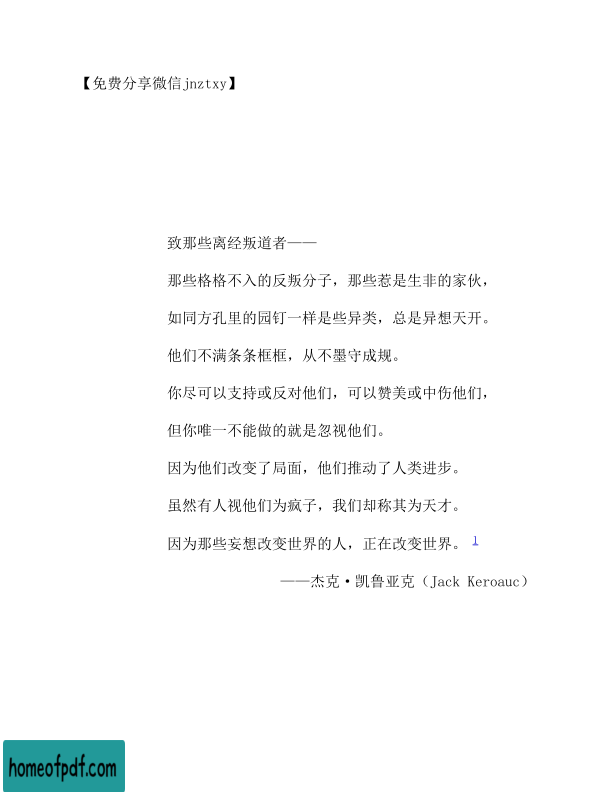 【免费分享微信jnztxy】
致那些离经叛道者——
那些格格不入的反叛分子，那些惹是生非的家伙，
如同方孔里的园钉一样是些异类，总是异想天开。
他们不满条条框框，从不墨守成规。
你尽可以支持或反对他们，可以赞美或中伤他们，
但你唯一不能做的就是忽视他们。
因为他们改变了局面，他们推动了人类进步。
虽然有人视他们为疯子，我们却称其为天才。
因为那些妄想改变世界的人，正在改变世界。 1
——杰克·凯鲁亚克（Jack Keroauc）
homeofpdf.com